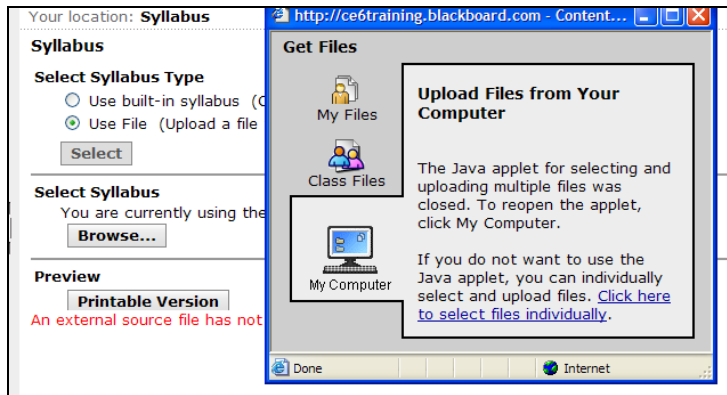 Your location: Syllabus
Syllabus
Select Syllabus Type
Use built-in syllabus (
Use File (Upload a file
Select
Select Syllabus
You are currently using the
Browse...
Preview
Printable Version
An external source file has not
http://ce6training.blackboard.com - Content...
Get Files
My Files
Class Files
My Computer
Upload Files from Your
Computer
The Java applet for selecting and
uploading multiple files was
closed. To reopen the applet,
click My Computer.
If you do not want to use the
Java applet, you can individually
select and upload files. Click here
to select files individually.
Done
Internet